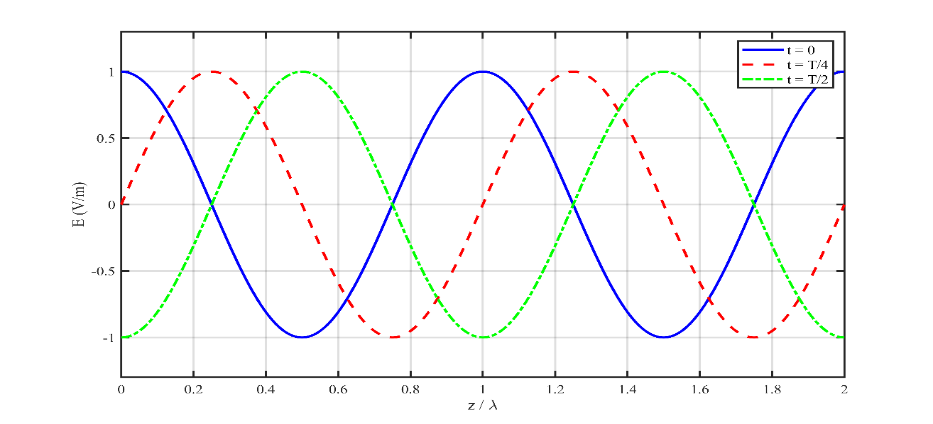 t = 0
t = T/4
t = T/2
1
0.5
0
-0.5
-1
E (V/m)
0 0.2 0.4 0.6 0.8 1 1.2 1.4 1.6 1.8 2
z / λ